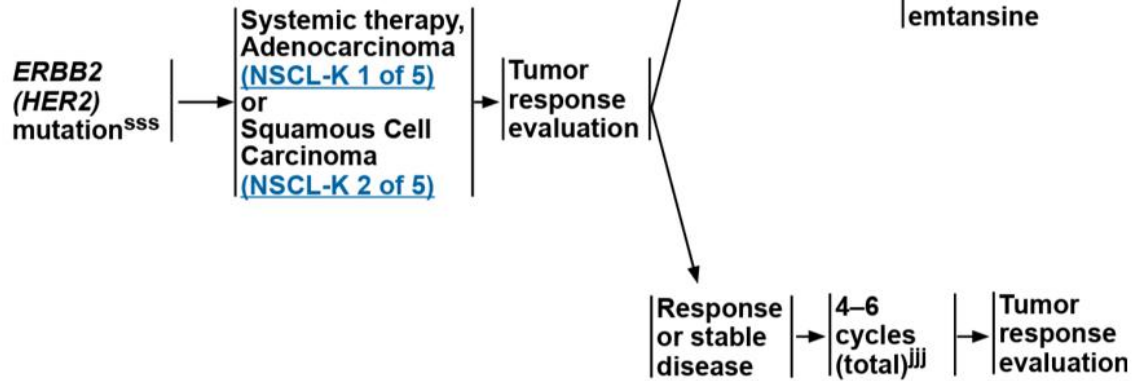 emtansine
ERBB2
(HER2)
mutationsss
Systemic therapy,
Adenocarcinoma
(NSCL-K 1 of 5)
or
Squamous Cell
Carcinoma
(NSCL-K 2 of 5)
Tumor
response
evaluation
Response
or stable
disease
4–6
cycles
(total)jjj
Tumor
response
evaluation